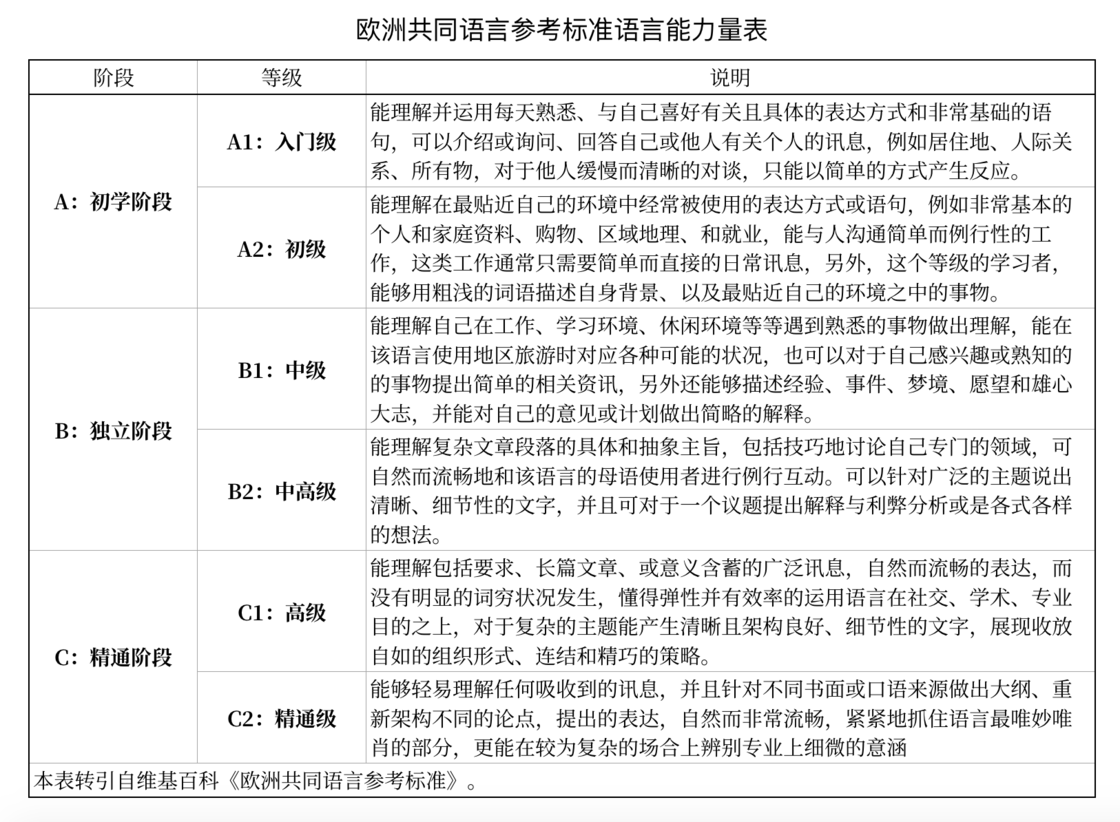 欧洲共同语言参考标准语言能力量表
阶段 等级 说明
A：初学阶段
A1：入门级
能理解并运用每天熟悉、与自己喜好有关且具体的表达方式和非常基础的语
句，可以介绍或询问、回答自己或他人有关个人的讯息，例如居住地、人际关
系、所有物，对于他人缓慢而清晰的对谈，只能以简单的方式产生反应。
A2：初级
能理解在最贴近自己的环境中经常被使用的表达方式或语句，例如非常基本的
个人和家庭资料、购物、区域地理、和就业，能与人沟通简单而例行性的工
作，这类工作通常只需要简单而直接的日常讯息，另外，这个等级的学习者，
能够用粗浅的词语描述自身背景、以及最贴近自己的环境之中的事物。
B：独立阶段
B1：中级
能理解自己在工作、学习环境、休闲环境等等遇到熟悉的事物做出理解，能在
该语言使用地区旅游时对应各种可能的状况，也可以对于自己感兴趣或熟知的
的事物提出简单的相关资讯，另外还能够描述经验、事件、梦境、愿望和雄心
大志，并能对自己的意见或计划做出简略的解释。
B2：中高级
能理解复杂文章段落的具体和抽象主旨，包括技巧地讨论自己专门的领域，可
自然而流畅地和该语言的母语使用者进行例行互动。可以针对广泛的主题说出
清晰、细节性的文字，并且可对于一个议题提出解释与利弊分析或是各式各样
的想法。
C：精通阶段
C1：高级
能理解包括要求、长篇文章、或意义含蓄的广泛讯息，自然而流畅的表达，而
没有明显的词穷状况发生，懂得弹性并有效率的运用语言在社交、学术、专业
目的之上，对于复杂的主题能产生清晰且架构良好、细节性的文字，展现收放
自如的组织形式、连结和精巧的策略。
C2：精通级
能够轻易理解任何吸收到的讯息，并且针对不同书面或口语来源做出大纲、重
新架构不同的论点，提出的表达，自然而非常流畅，紧紧地抓住语言最唯妙唯
肖的部分，更能在较为复杂的场合上辨别专业上细微的意涵
本表转引自维基百科《欧洲共同语言参考标准》。